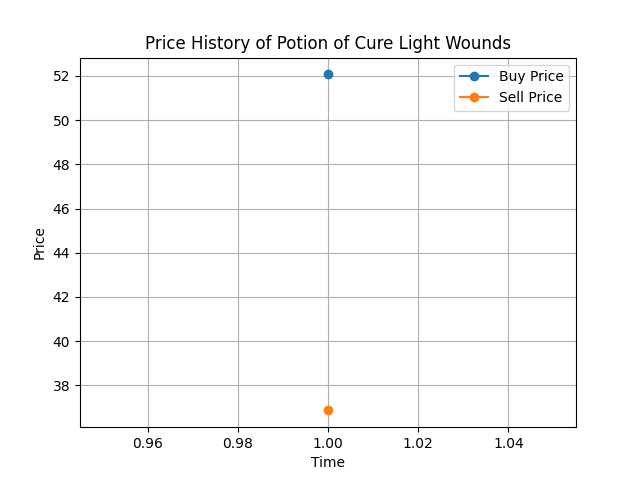 Price History of Potion of Cure Light Wounds
Buy Price
Sell Price
52
50
48
46
44
42
40
38
Price
0.96 0.98 1.00 1.02 1.04
Time